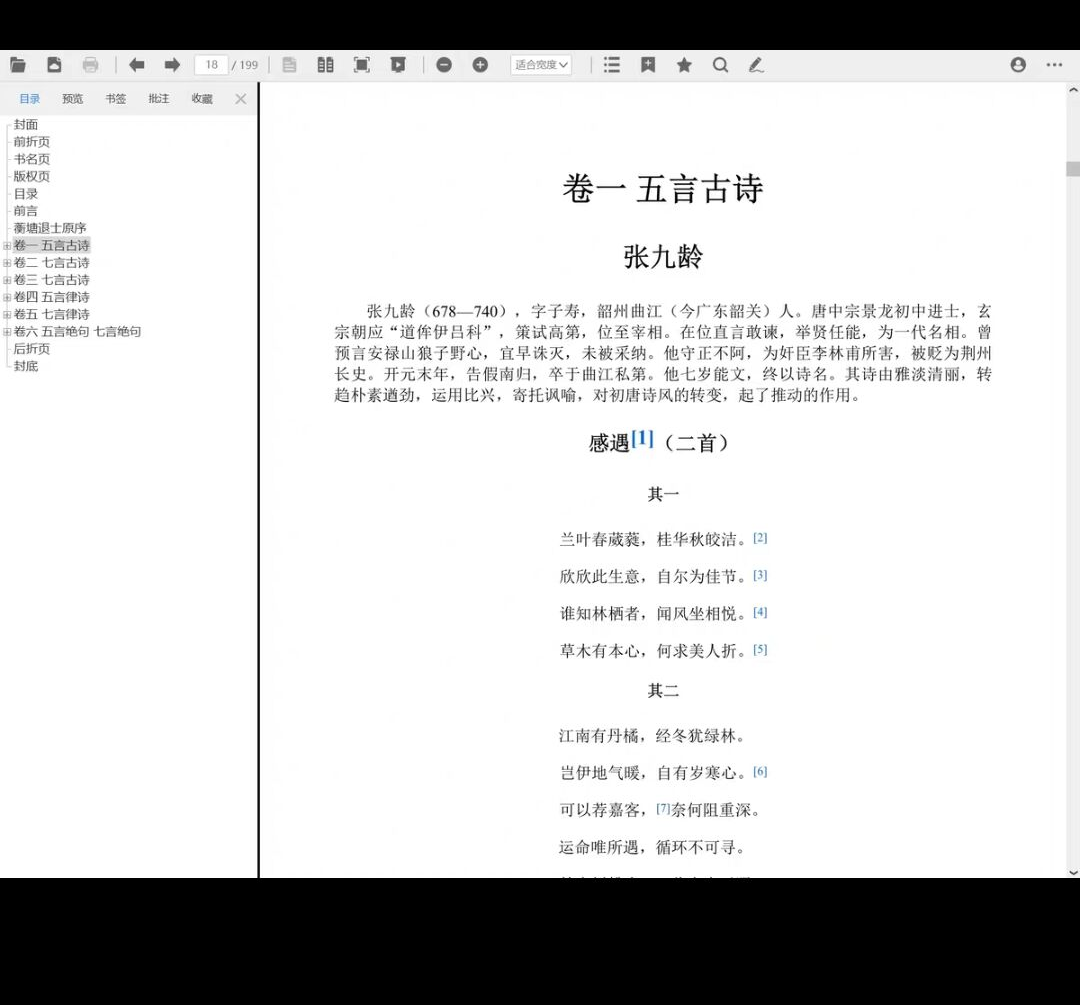 18 / 199
适合宽度
目录 预览 书签 批注 收藏
封面
前折页
书名页
版权页
目录
前言
蘅塘退士原序
卷一 五言古诗
卷二 七言古诗
卷三 七言古诗
卷四 五言律诗
卷五 七言律诗
卷六 五言绝句 七言绝句
后折页
封底
卷一 五言古诗
张九龄
张九龄（678—740），字子寿，韶州曲江（今广东韶关）人。唐中宗景龙初中进士，玄
宗朝应“道侔伊吕科”，策试高第，位至宰相。在位直言敢谏，举贤任能，为一代名相。曾
预言安禄山狼子野心，宜早诛灭，未被采纳。他守正不阿，为奸臣李林甫所害，被贬为荆州
长史。开元末年，告假南归，卒于曲江私第。他七岁能文，终以诗名。其诗由雅淡清丽，转
趋朴素遒劲，运用比兴，寄托讽喻，对初唐诗风的转变，起了推动的作用。
感遇[1]（二首）
其一
兰叶春葳蕤，桂华秋皎洁。[2]
欣欣此生意，自尔为佳节。[3]
谁知林栖者，闻风坐相悦。[4]
草木有本心，何求美人折。[5]
其二
江南有丹橘，经冬犹绿林。
岂伊地气暖，自有岁寒心。[6]
可以荐嘉客，[7]奈何阻重深。
运命唯所遇，循环不可寻。